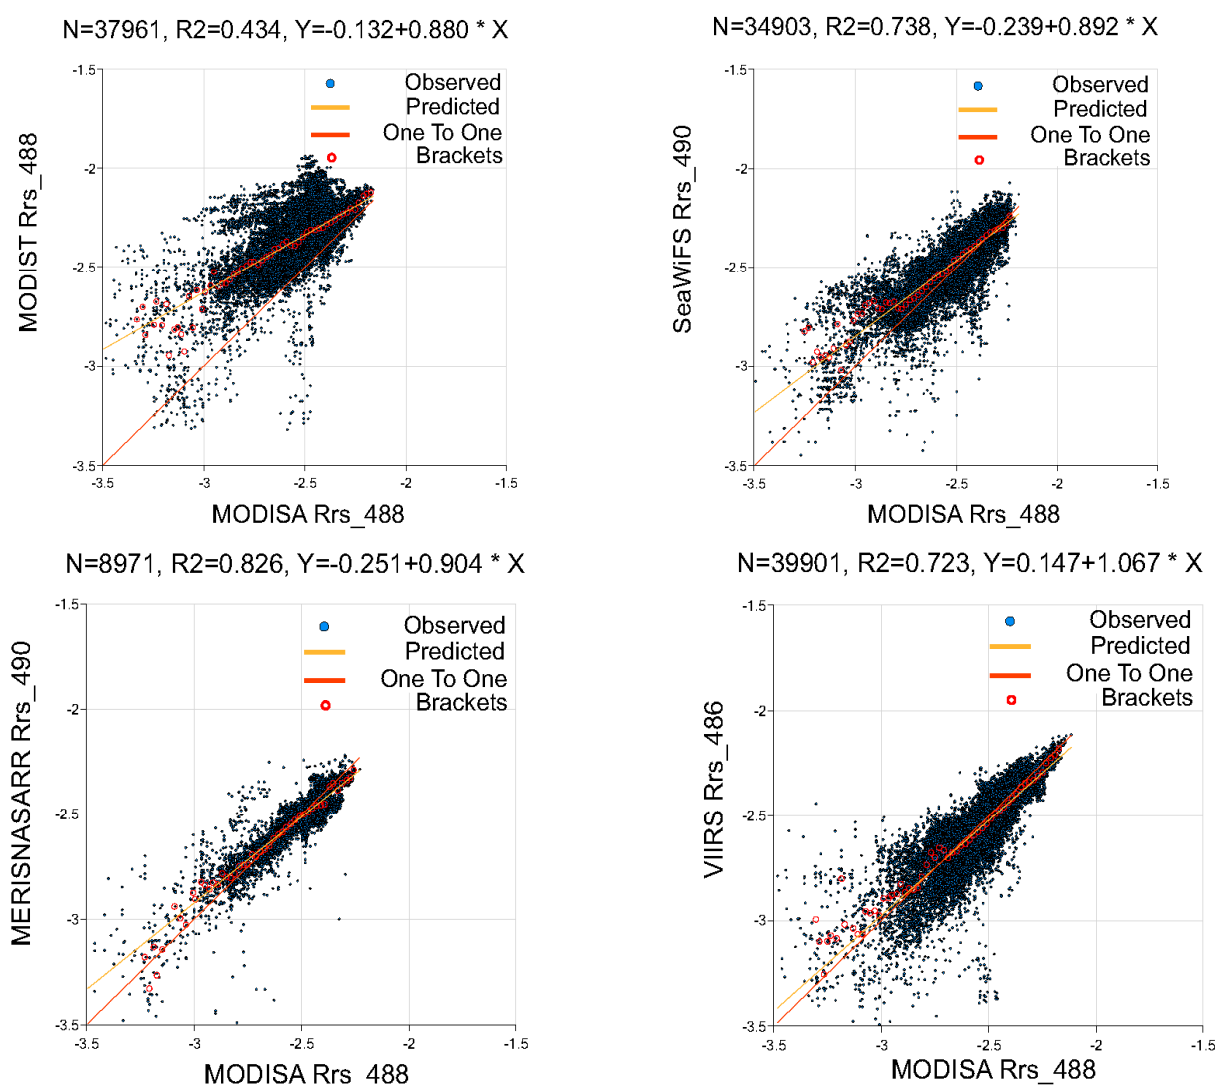 N=37961, R2=0.434, Y=-0.132+0.880 * X
-1.5
Observed
Predicted
One To One
Brackets
-2
-2.5
-3
-3.5
MODIST Rrs_488
-3.5
-3
-2.5
-2
-1.5
MODISA Rrs_488
N=34903, R2=0.738, Y=-0.239+0.892 * X
-1.5
Observed
Predicted
One To One
Brackets
-2
-2.5
-3
-3.5
SeaWiFS Rrs_490
-3.5
-3
-2.5
-2
-1.5
MODISA Rrs_488
N=8971, R2=0.826, Y=-0.251+0.904 * X
-1.5
Observed
Predicted
One To One
Brackets
-2
-2.5
-3
-3.5
MERISNASARR Rrs_490
-3.5
-3
-2.5
-2
-1.5
MODISA Rrs_488
N=39901, R2=0.723, Y=0.147+1.067 * X
-1.5
Observed
Predicted
One To One
Brackets
-2
-2.5
-3
-3.5
VIIRS Rrs_486
-3.5
-3
-2.5
-2
-1.5
MODISA Rrs_488